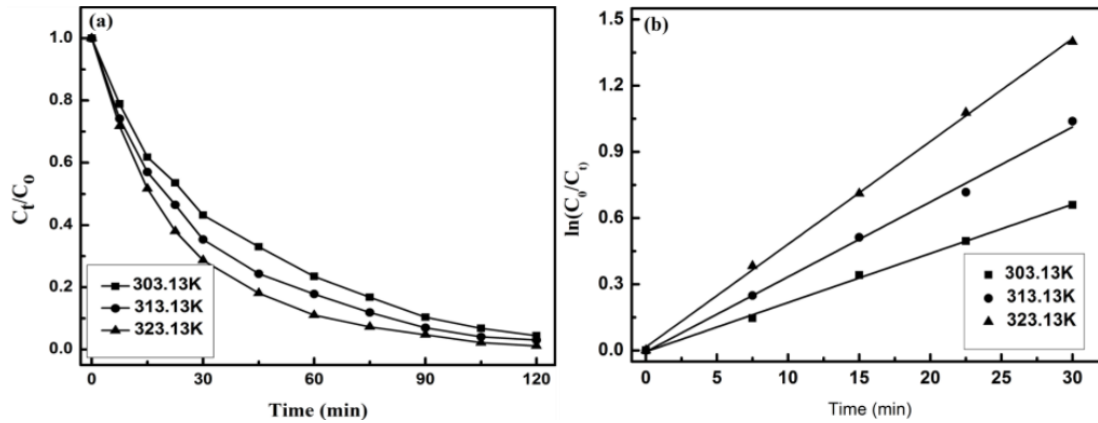 (a)
1.0
0.8
0.6
0.4
0.2
0.0
Ct/Co
303.13K
313.13K
323.13K
0 30 60 90 120
Time (min)
(b)
1.5
1.2
0.9
0.6
0.3
0.0
ln(C0/Ct)
303.13K
313.13K
323.13K
0 5 10 15 20 25 30
Time (min)